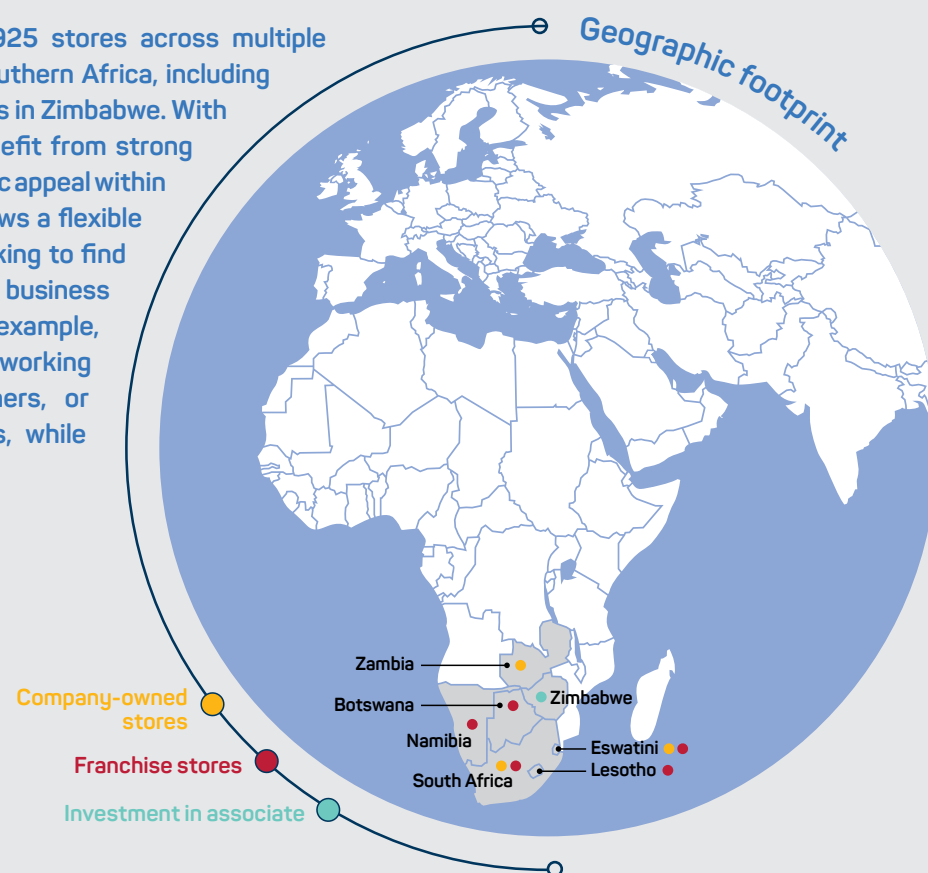 925 stores across multiple
uthern Africa, including
s in Zimbabwe. With
efit from strong
c appeal within
ws a flexible
king to find
business
example,
working
ers, or
s, while
Geographic footprint
Zambia
Botswana
Zimbabwe
Namibia
Eswatini
Lesotho
South Africa
Company-owned
stores
Franchise stores
Investment in associate